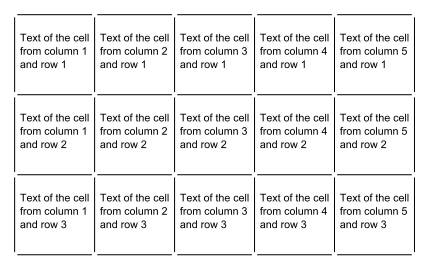 Text of the cell
from column 1
and row 1
Text of the cell
from column 2
and row 1
Text of the cell
from column 3
and row 1
Text of the cell
from column 4
and row 1
Text of the cell
from column 5
and row 1
Text of the cell
from column 1
and row 2
Text of the cell
from column 2
and row 2
Text of the cell
from column 3
and row 2
Text of the cell
from column 4
and row 2
Text of the cell
from column 5
and row 2
Text of the cell
from column 1
and row 3
Text of the cell
from column 2
and row 3
Text of the cell
from column 3
and row 3
Text of the cell
from column 4
and row 3
Text of the cell
from column 5
and row 3